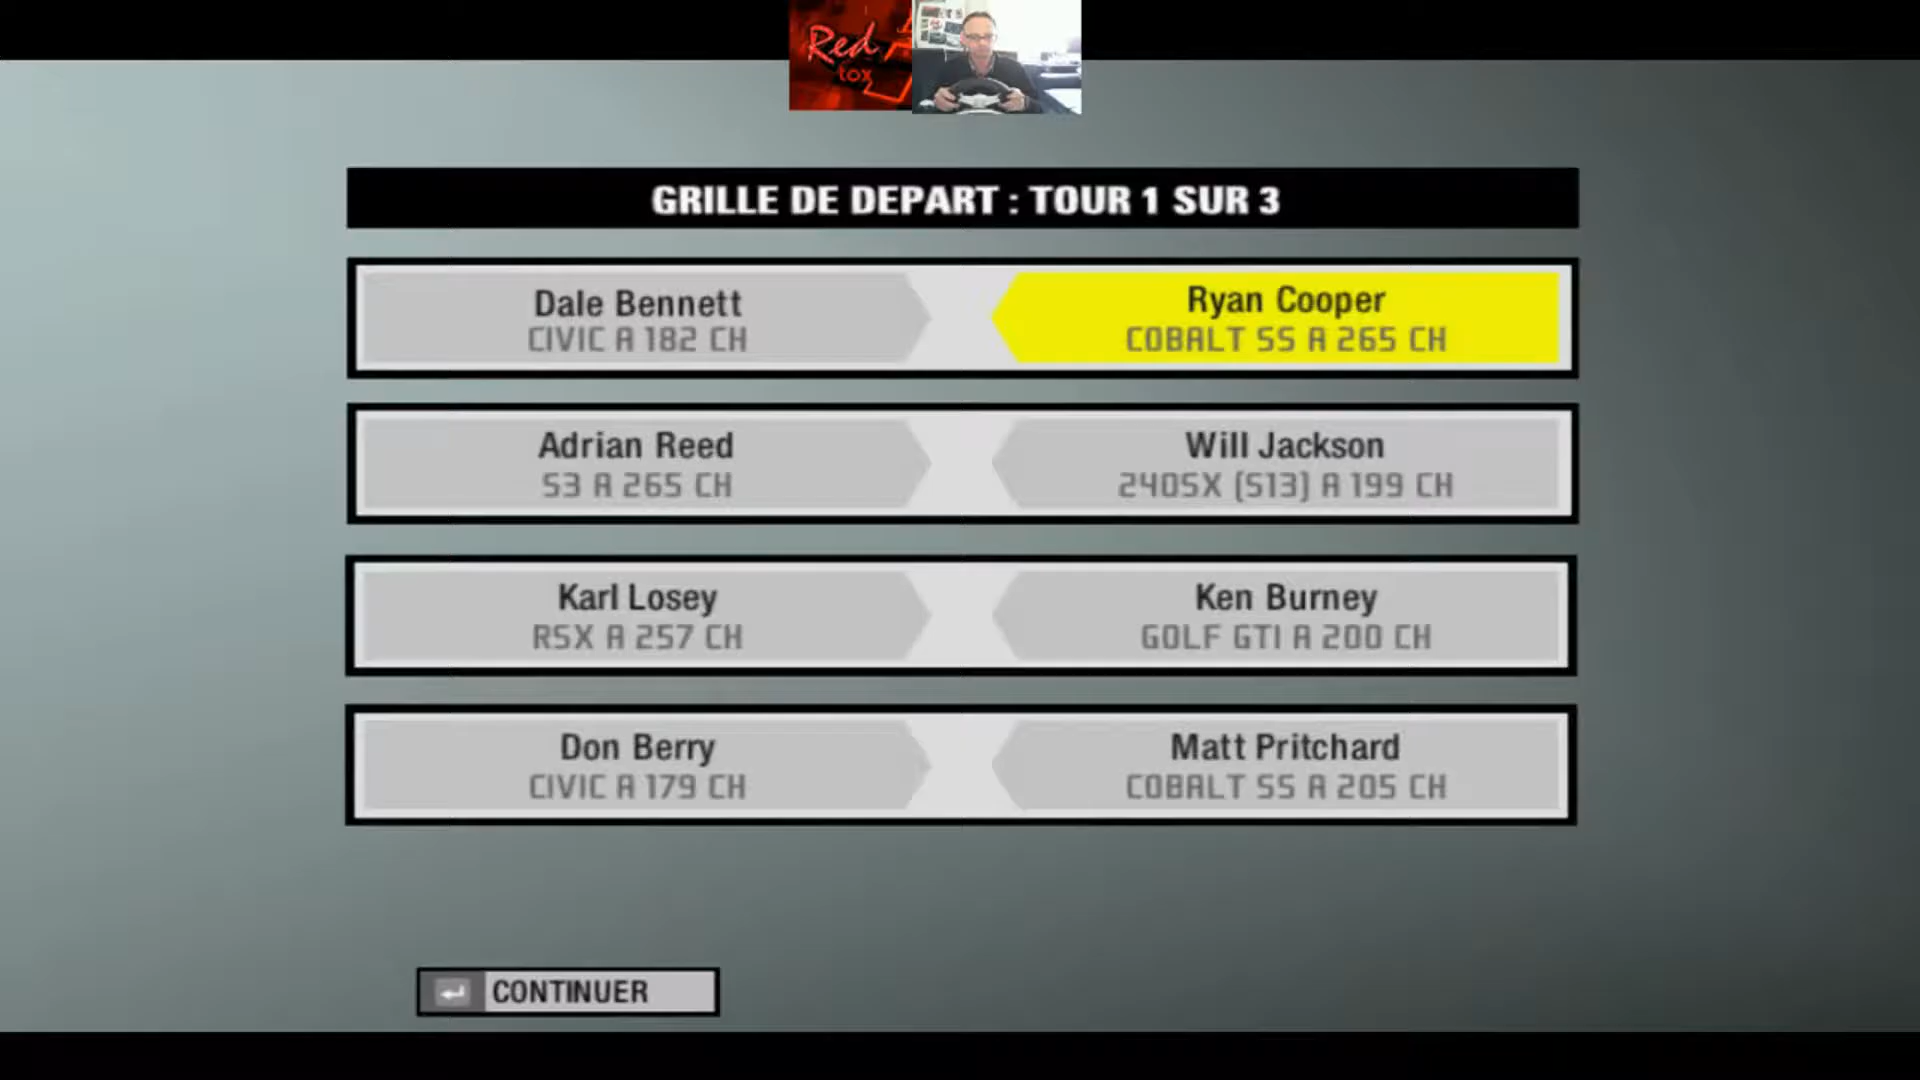 Red
fox
GRILLE DE DEPART : TOUR 1 SUR 3
Dale Bennett
CIVIC A 182 CH
Ryan Cooper
COBALT SS A 265 CH
Adrian Reed
S3 A 265 CH
Will Jackson
240SX (S13) A 199 CH
Karl Losey
RSX A 257 CH
Ken Burney
GOLF GTI A 200 CH
Don Berry
CIVIC A 179 CH
Matt Pritchard
COBALT SS A 205 CH
CONTINUER